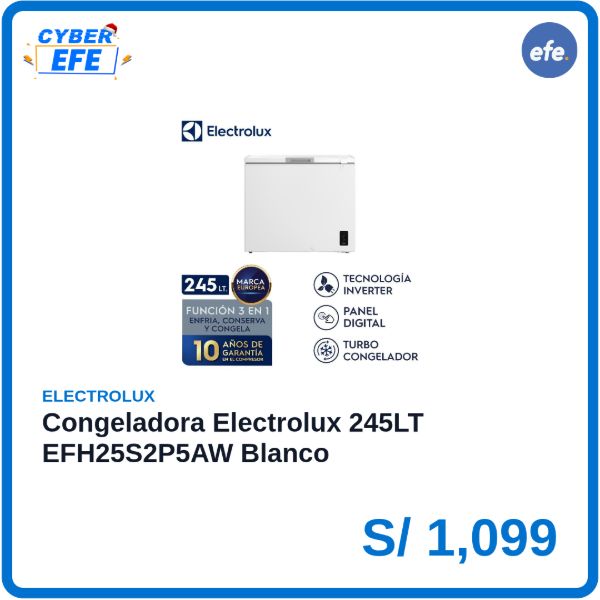 CYBER
EFE
efe.
Electrolux
245 LT.
MARCA
EUROPEA
FUNCIÓN 3 EN 1
ENFRIA, CONSERVA
Y CONGELA
10 AÑOS DE
GARANTÍA
EN EL COMPRESOR
TECNOLOGÍA
INVERTER
PANEL
DIGITAL
TURBO
CONGELADOR
ELECTROLUX
Congeladora Electrolux 245LT
EFH25S2P5AW Blanco
S/ 1,099